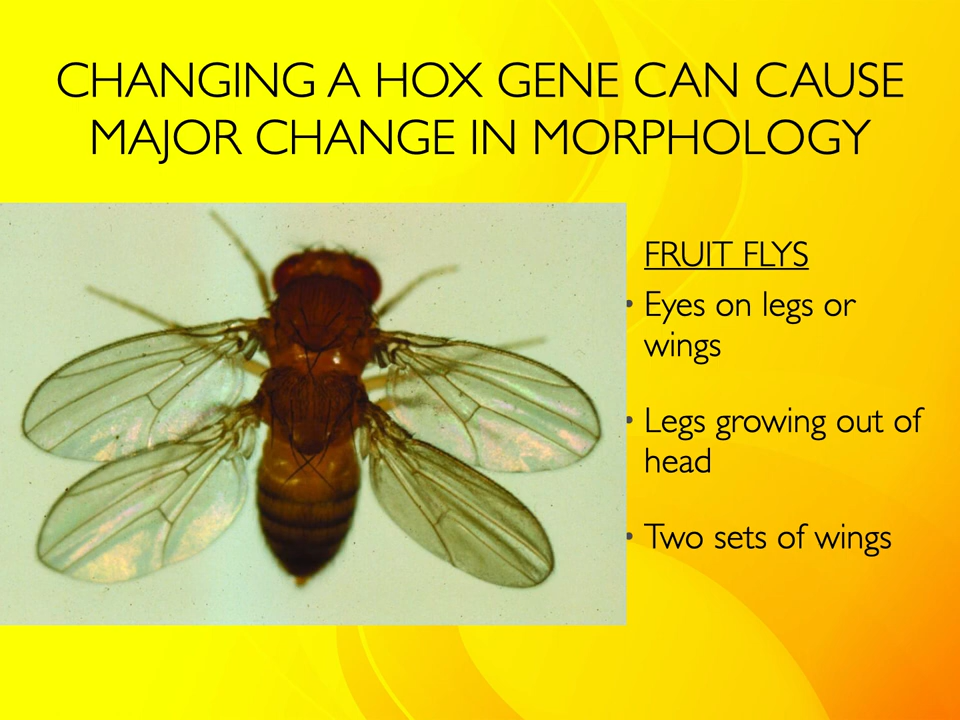 CHANGING A HOX GENE CAN CAUSE
MAJOR CHANGE IN MORPHOLOGY
FRUIT FLYS
• Eyes on legs or
wings
• Legs growing out of
head
• Two sets of wings